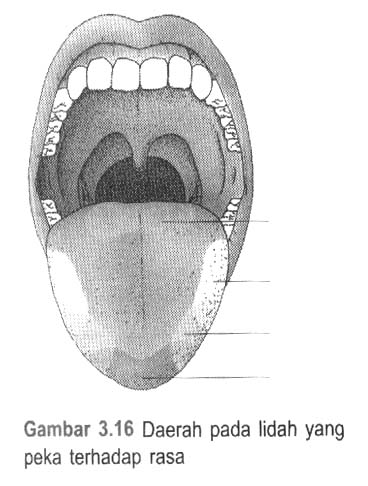 Gambar 3.16 Daerah pada lidah yang
peka terhadap rasa